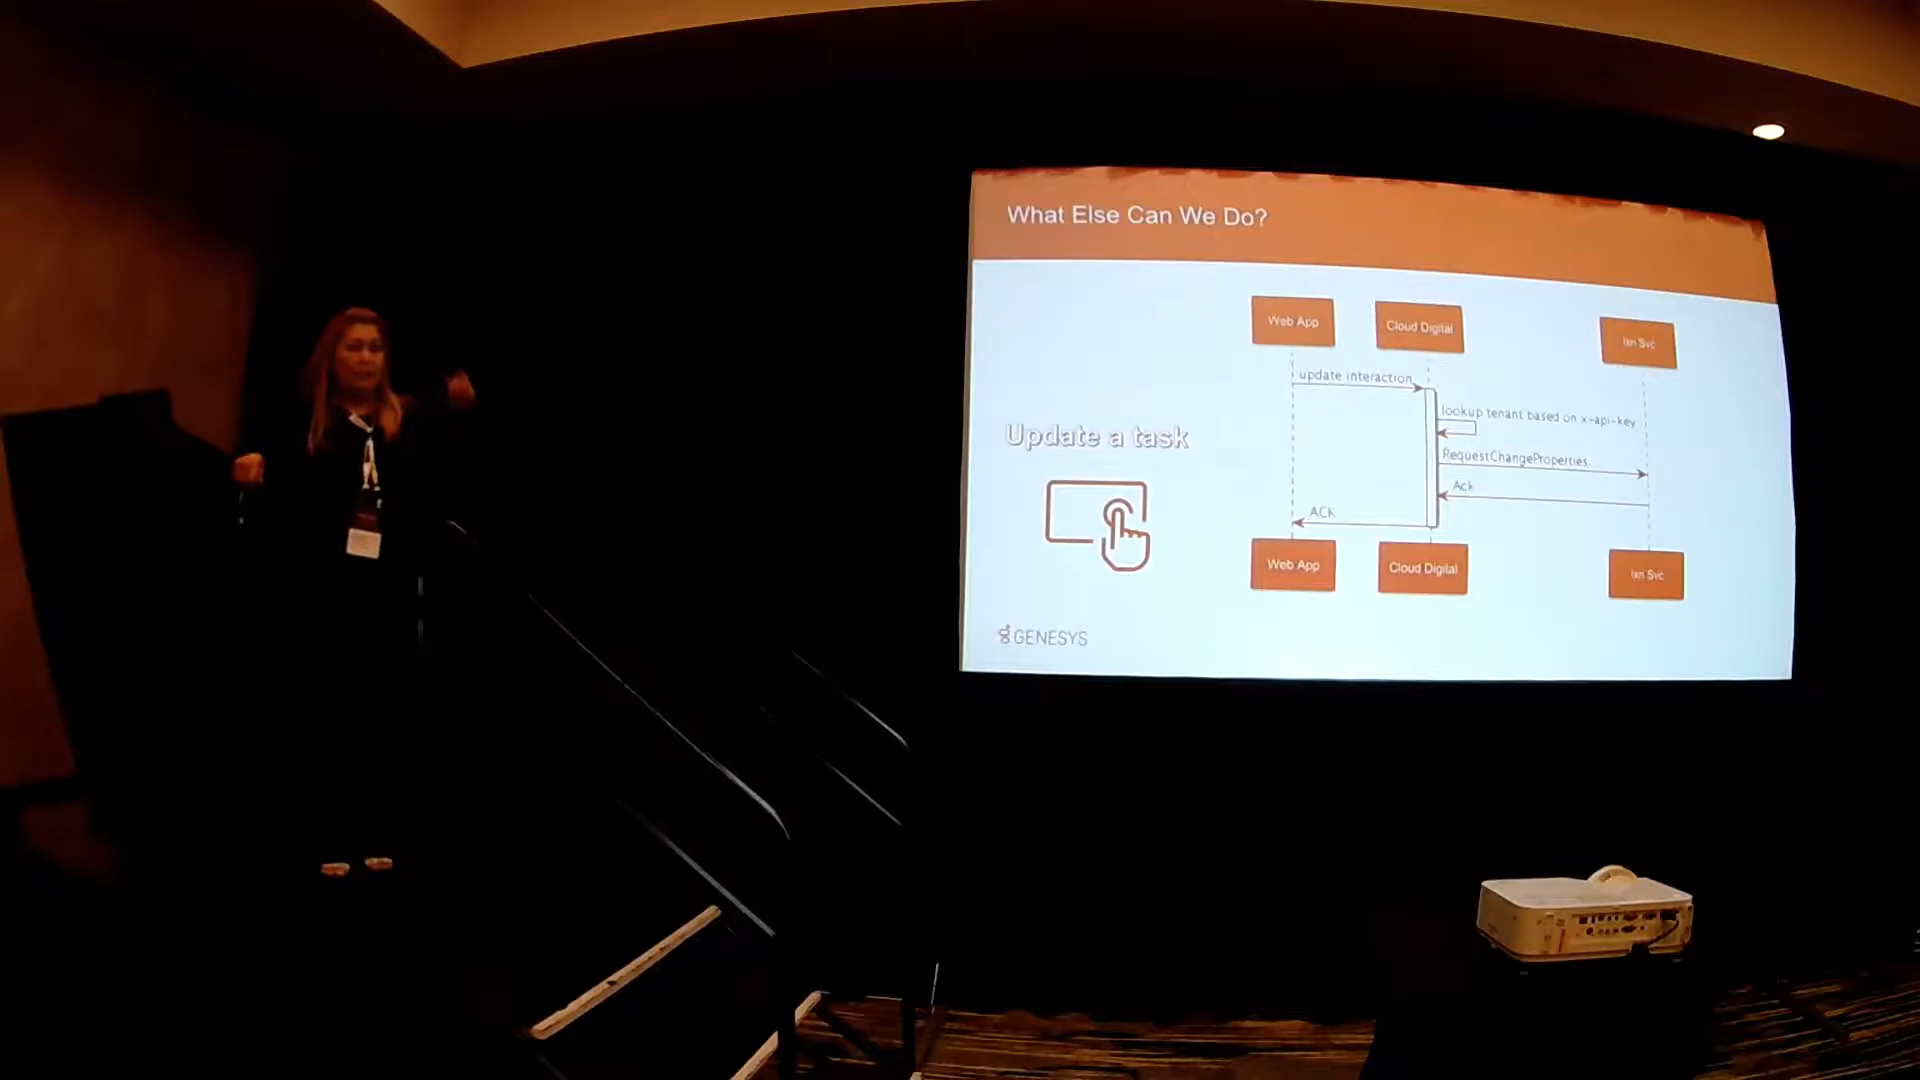 What Else Can We Do?
Web App
Cloud Digital
Ixn Svc
update interaction
lookup tenant based on x-api-key
Update a task
RequestChangeProperties
Ack
ACK
Web App
Cloud Digital
Ixn Svc
GENESYS